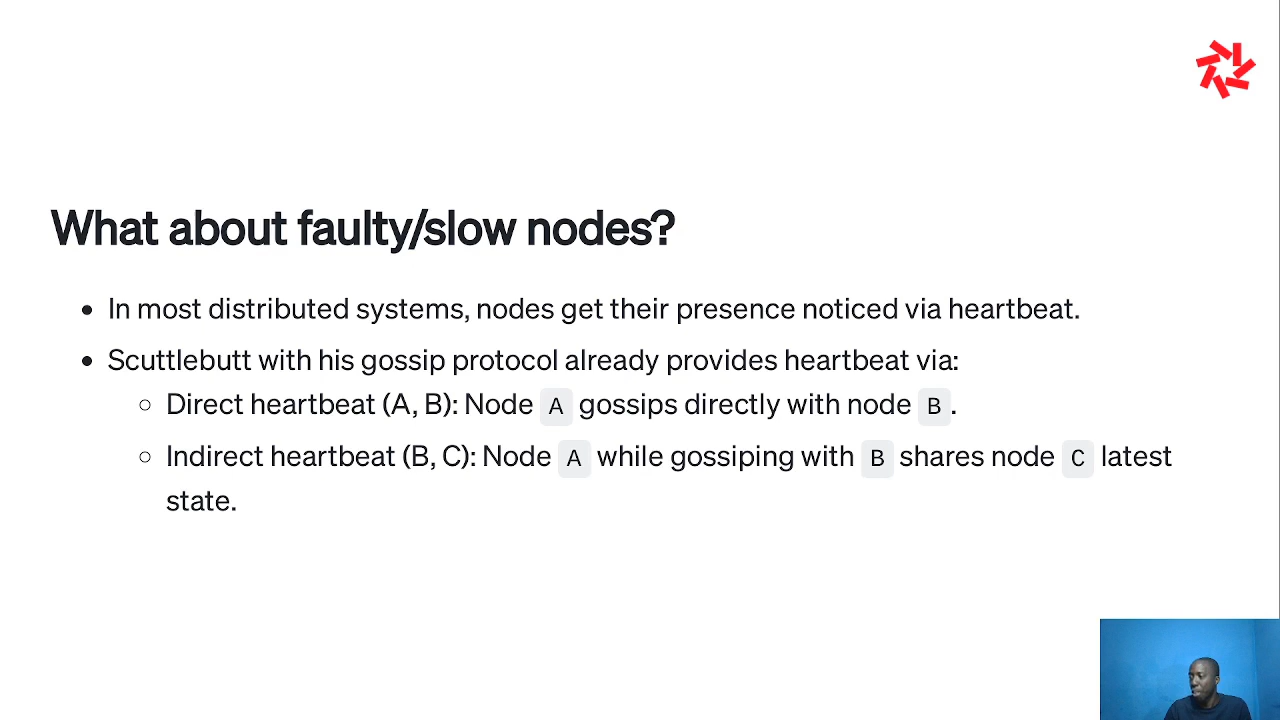 What about faulty/slow nodes?
• In most distributed systems, nodes get their presence noticed via heartbeat.
• Scuttlebutt with his gossip protocol already provides heartbeat via:
○ Direct heartbeat (A, B): Node A gossips directly with node B.
○ Indirect heartbeat (B, C): Node A while gossiping with B shares node C latest
state.